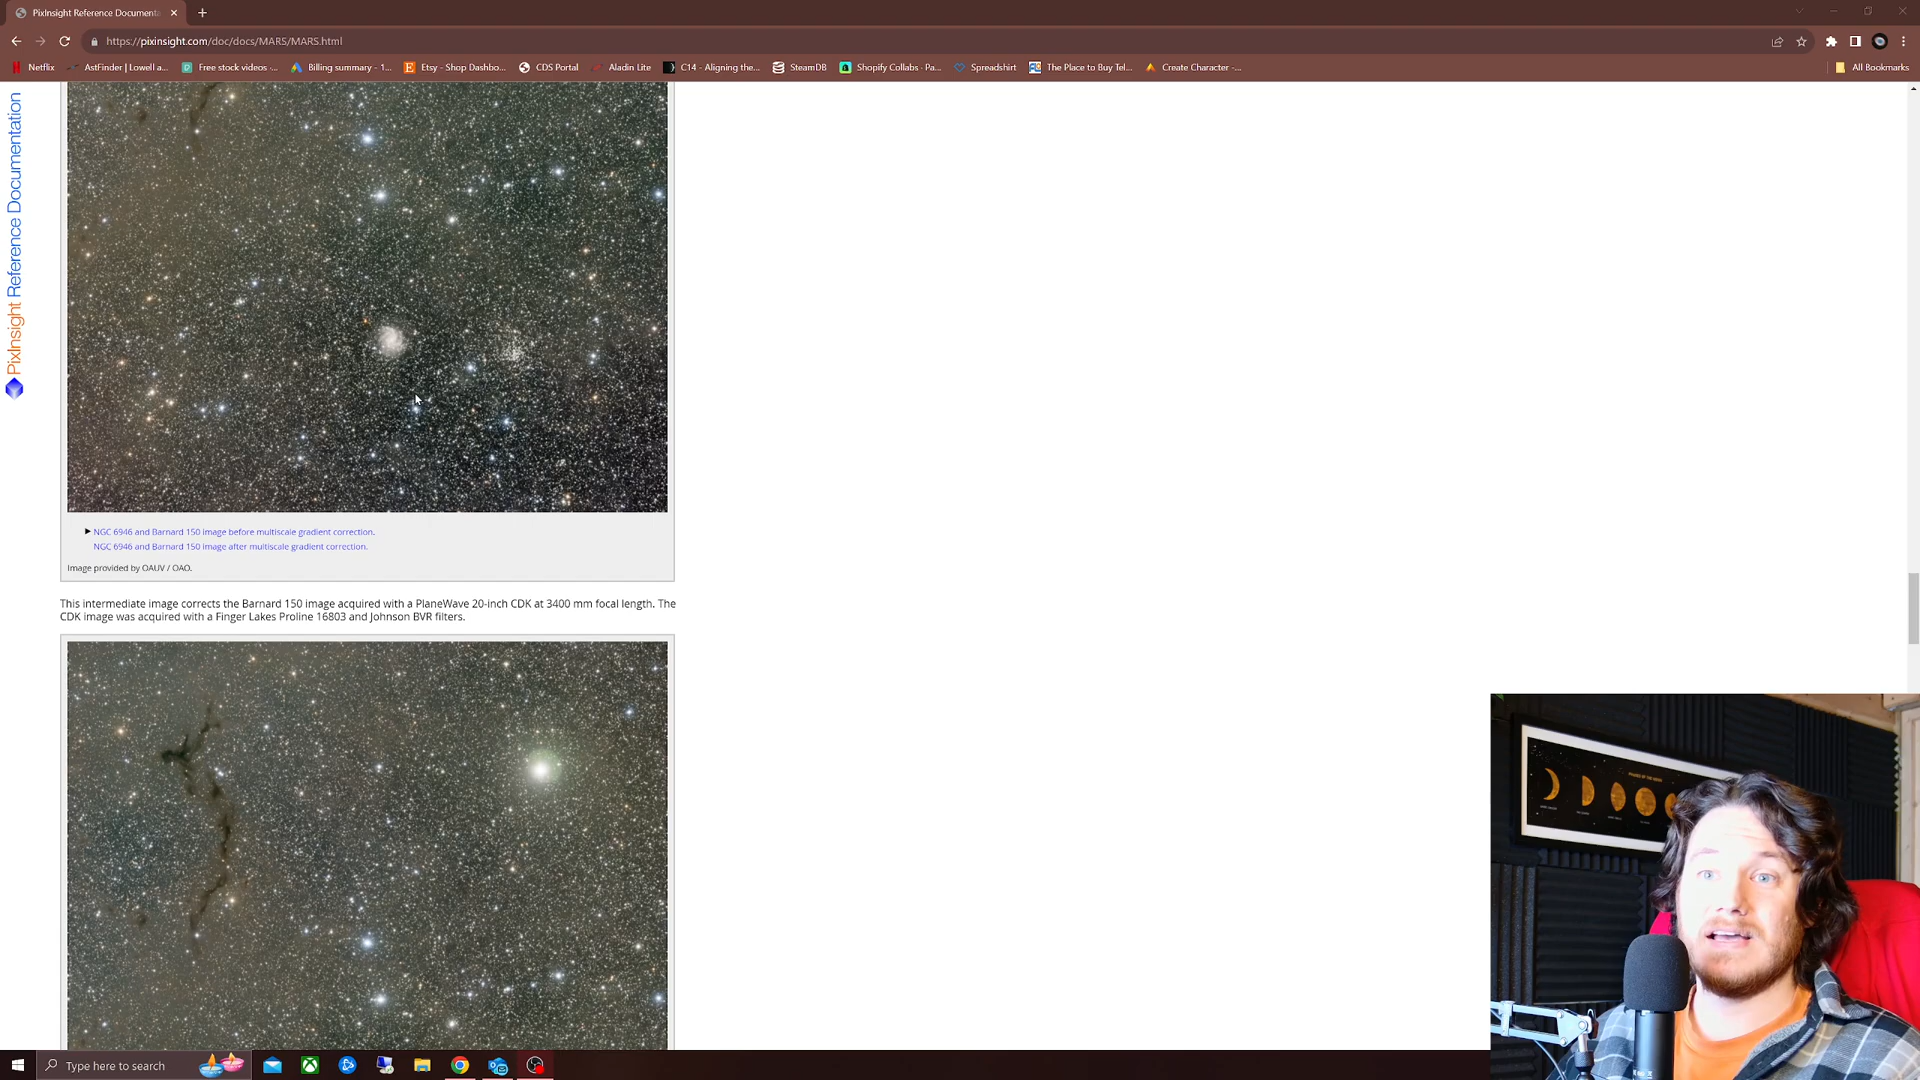 PixInsight Reference Documenta
https://pixinsight.com/doc/docs/MARS/MARS.html
Netflix
AstFinder | Lowell a...
Free stock videos -...
Billing summary - 1...
Etsy - Shop Dashbo...
CDS Portal
Aladin Lite
C14 - Aligning the...
SteamDB
Shopify Collabs - Pa...
Spreadshirt
The Place to Buy Tel...
Create Character -...
All Bookmarks
PixInsight Reference Documentation
NGC 6946 and Barnard 150 image before multiscale gradient correction.
NGC 6946 and Barnard 150 image after multiscale gradient correction.
Image provided by OAUV / OAO.
This intermediate image corrects the Barnard 150 image acquired with a PlaneWave 20-inch CDK at 3400 mm focal length. The
CDK image was acquired with a Finger Lakes Proline 16803 and Johnson BVR filters.
Type here to search